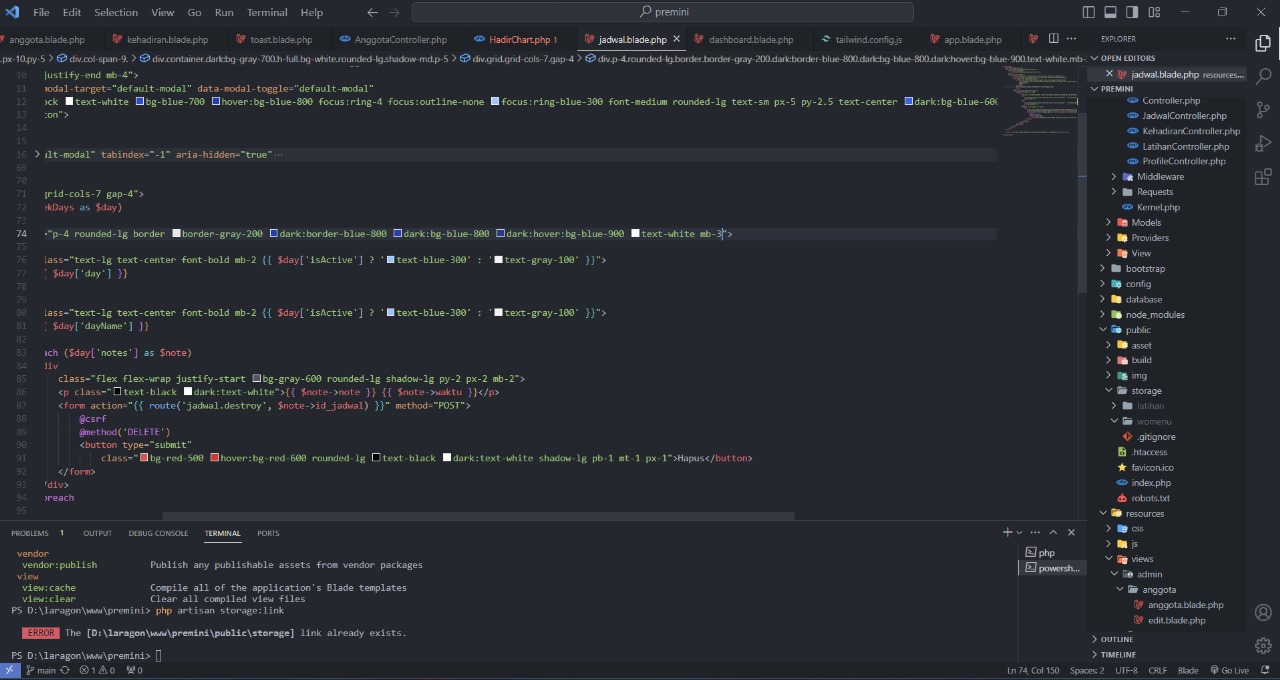 File Edit Selection View Go Run Terminal Help
premini
anggota.blade.php kehadiran.blade.php toast.blade.php AnggotaController.php HadirChart.php 1 jadwal.blade.php dashboard.blade.php tailwind.config.js app.blade.php
.px-10.py-5 > div.col-span-9. > div.container.dark:bg-gray-700.h-full.bg-white.rounded-lg.shadow-md.p-5 > div.grid.grid-cols-7.gap-4 > div.p-4.rounded-lg.border.border-gray-200.dark:border-blue-800.dark:bg-blue-800.dark:hover:bg-blue-900.text-white.mb-
10 justify-end mb-4">
11 modal-target="default-modal" data-modal-toggle="default-modal"
12 ock text-white bg-blue-700 hover:bg-blue-800 focus:ring-4 focus:outline-none focus:ring-blue-300 font-medium rounded-lg text-sm px-5 py-2.5 text-center dark:bg-blue-600
13 on">
14
15
16 ult-modal" tabindex="-1" aria-hidden="true" ...
69
70
71 grid-cols-7 gap-4">
72 ekDays as $day)
73
74 ="p-4 rounded-lg border border-gray-200 dark:border-blue-800 dark:bg-blue-800 dark:hover:bg-blue-900 text-white mb-3">
75
76 lass="text-lg text-center font-bold mb-2 {{ $day['isActive'] ? 'text-blue-300' : 'text-gray-100' }}">
77 { $day['day'] }}
78
79
80 lass="text-lg text-center font-bold mb-2 {{ $day['isActive'] ? 'text-blue-300' : 'text-gray-100' }}">
81 { $day['dayName'] }}
82
83 ach ($day['notes'] as $note)
84 div
85 class="flex flex-wrap justify-start bg-gray-600 rounded-lg shadow-lg py-2 px-2 mb-2">
86 <p class="text-black dark:text-white">{{ $note->note }} {{ $note->waktu }}</p>
87 <form action="{{ route('jadwal.destroy', $note->id_jadwal) }}" method="POST">
88 @csrf
89 @method('DELETE')
90 <button type="submit"
91 class="bg-red-500 hover:bg-red-600 rounded-lg text-black dark:text-white shadow-lg pb-1 mt-1 px-1">Hapus</button>
92 </form>
93 /div>
94 oreach
95
EXPLORER
OPEN EDITORS
jadwal.blade.php resources...
PREMINI
Controller.php
JadwalController.php
KehadiranController.php
LatihanController.php
ProfileController.php
Middleware
Requests
Kernel.php
Models
Providers
View
bootstrap
config
database
node_modules
public
asset
build
img
storage
latihan
womenu
.gitignore
.htaccess
favicon.ico
index.php
robots.txt
resources
css
js
views
admin
anggota
anggota.blade.php
edit.blade.php
OUTLINE
TIMELINE
PROBLEMS 1 OUTPUT DEBUG CONSOLE TERMINAL PORTS
vendor
vendor:publish Publish any publishable assets from vendor packages
view
view:cache Compile all of the application's Blade templates
view:clear Clear all compiled view files
PS D:\laragon\www\premini> php artisan storage:link
ERROR The [D:\laragon\www\premini\public\storage] link already exists.
PS D:\laragon\www\premini>
php
powersh...
main 1 0 0 Ln 74, Col 150 Spaces: 2 UTF-8 CRLF Blade Go Live